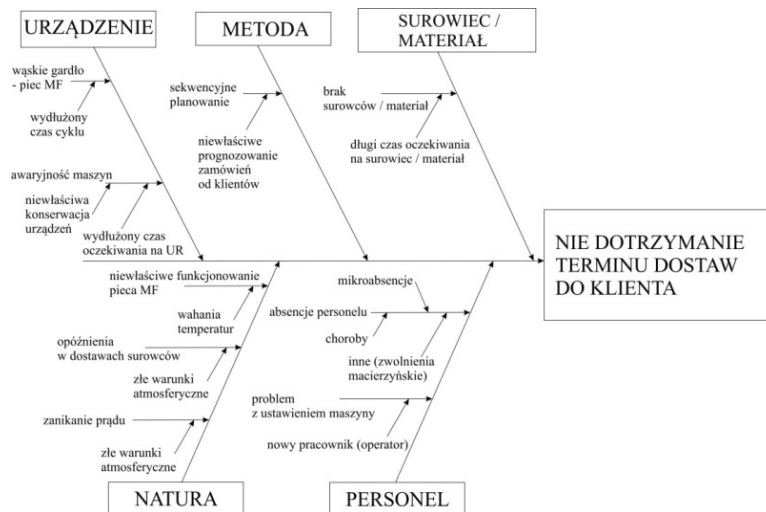 URZĄDZENIE
wąskie gardło
- piec MF
wydłużony
czas cyklu
awaryjność maszyn
niewłaściwa
konserwacja
urządzeń
wydłużony czas
oczekiwania na UR
METODA
sekwencyjne
planowanie
niewłaściwe
prognozowanie
zamówień
od klientów
SUROWIEC /
MATERIAŁ
brak
surowców / materiał
długi czas oczekiwania
na surowiec / materiał
NIE DOTRZYMANIE
TERMINU DOSTAW
DO KLIENTA
niewłaściwe funkcjonowanie
pieca MF
wahania
temperatur
opóźnienia
w dostawach surowców
złe warunki
atmosferyczne
zanikanie prądu
złe warunki
atmosferyczne
NATURA
mikroabsencje
absencje personelu
choroby
inne (zwolnienia
macierzyńskie)
problem
z ustawieniem maszyny
nowy pracownik (operator)
PERSONEL